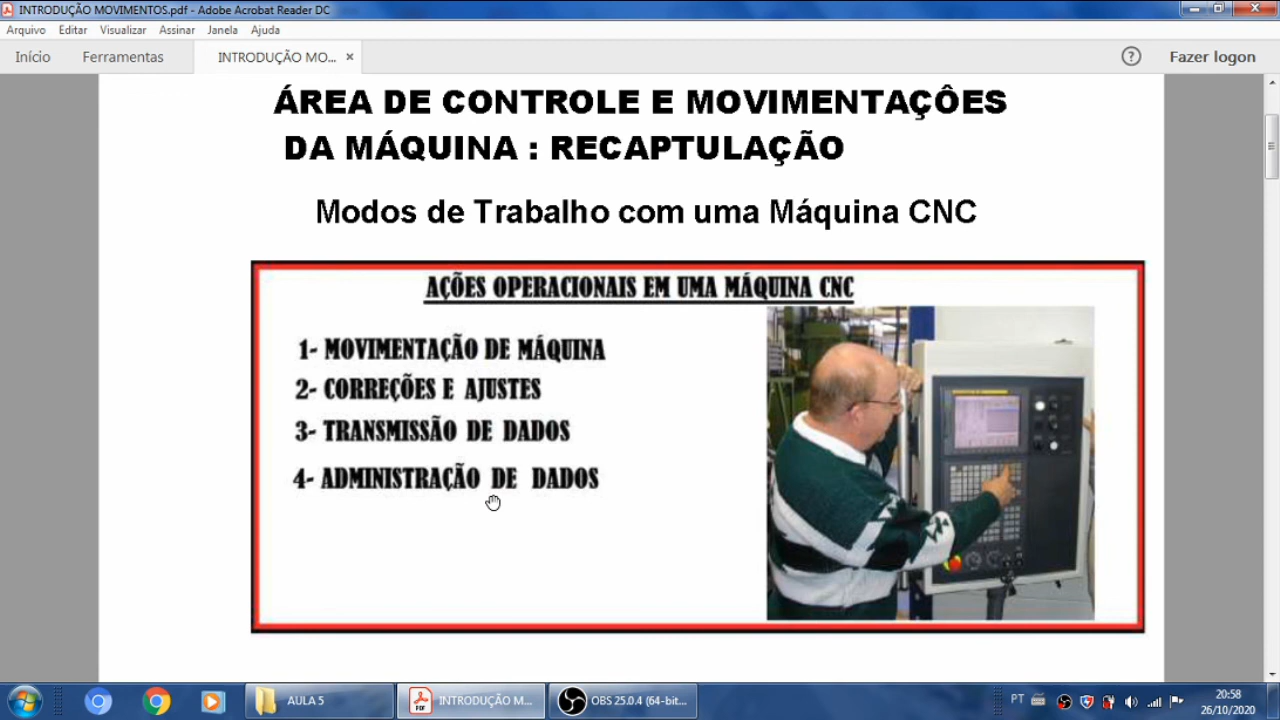 INTRODUÇÃO MOVIMENTOS.pdf - Adobe Acrobat Reader DC
Arquivo Editar Visualizar Assinar Janela Ajuda
Início Ferramentas INTRODUÇÃO MO... × ? Fazer logon
ÁREA DE CONTROLE E MOVIMENTAÇÔES
DA MÁQUINA : RECAPTULAÇÃO
Modos de Trabalho com uma Máquina CNC
AÇÕES OPERACIONAIS EM UMA MÁQUINA CNC
1- MOVIMENTAÇÃO DE MÁQUINA
2- CORREÇÕES E AJUSTES
3- TRANSMISSÃO DE DADOS
4- ADMINISTRAÇÃO DE DADOS
AULA 5 INTRODUÇÃO M... OBS 25.0.4 (64-bit... PT 20:58
26/10/2020